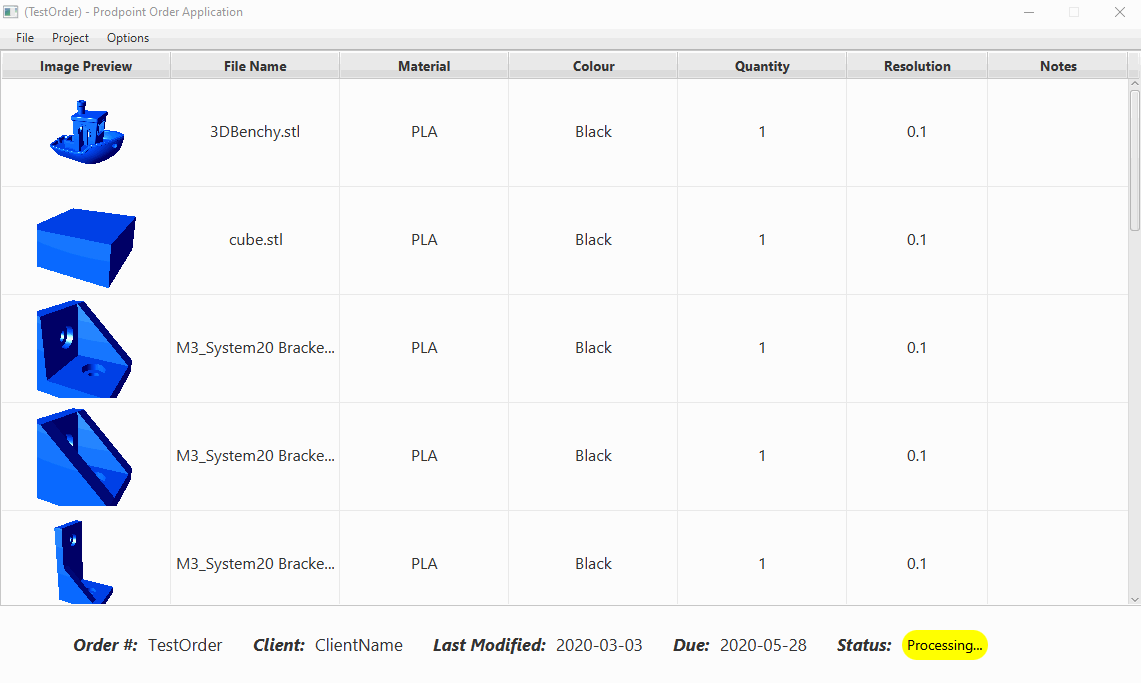 (TestOrder) - Prodpoint Order Application
File Project Options
Image Preview File Name Material Colour Quantity Resolution Notes
3DBenchy.stl PLA Black 1 0.1
cube.stl PLA Black 1 0.1
M3_System20 Bracke... PLA Black 1 0.1
M3_System20 Bracke... PLA Black 1 0.1
M3_System20 Bracke... PLA Black 1 0.1
Order #: TestOrder Client: ClientName Last Modified: 2020-03-03 Due: 2020-05-28 Status: Processing...